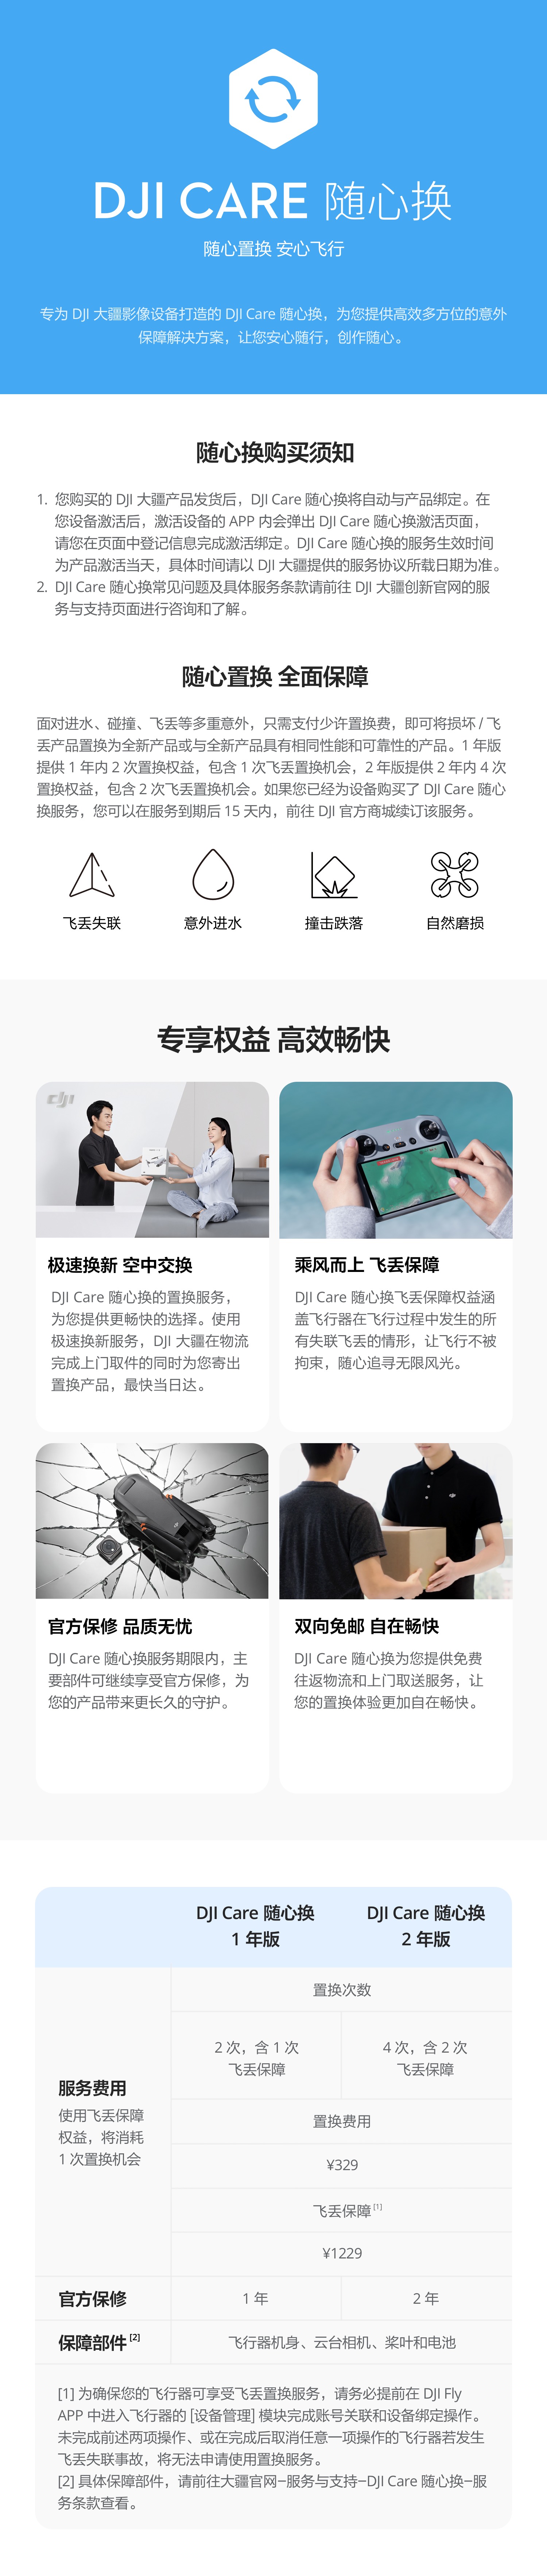 DJI CARE 随心换
随心置换 安心飞行
专为 DJI 大疆影像设备打造的 DJI Care 随心换，为您提供高效多方位的意外
保障解决方案，让您安心随行，创作随心。
随心换购买须知
1. 您购买的 DJI 大疆产品发货后，DJI Care 随心换将自动与产品绑定。在
您设备激活后，激活设备的 APP 内会弹出 DJI Care 随心换激活页面，
请您在页面中登记信息完成激活绑定。DJI Care 随心换的服务生效时间
为产品激活当天，具体时间请以 DJI 大疆提供的服务协议所载日期为准。
2. DJI Care 随心换常见问题及具体服务条款请前往 DJI 大疆创新官网的服
务与支持页面进行咨询和了解。
随心置换 全面保障
面对进水、碰撞、飞丢等多重意外，只需支付少许置换费，即可将损坏 / 飞
丢产品置换为全新产品或与全新产品具有相同性能和可靠性的产品。1 年版
提供 1 年内 2 次置换权益，包含 1 次飞丢置换机会，2 年版提供 2 年内 4 次
置换权益，包含 2 次飞丢置换机会。如果您已经为设备购买了 DJI Care 随心
换服务，您可以在服务到期后 15 天内，前往 DJI 官方商城续订该服务。
飞丢失联
意外进水
撞击跌落
自然磨损
专享权益 高效畅快
dji
极速换新 空中交换
DJI Care 随心换的置换服务，
为您提供更畅快的选择。使用
极速换新服务，DJI 大疆在物流
完成上门取件的同时为您寄出
置换产品，最快当日达。
乘风而上 飞丢保障
DJI Care 随心换飞丢保障权益涵
盖飞行器在飞行过程中发生的所
有失联飞丢的情形，让飞行不被
拘束，随心追寻无限风光。
官方保修 品质无忧
DJI Care 随心换服务期限内，主
要部件可继续享受官方保修，为
您的产品带来更长久的守护。
双向免邮 自在畅快
DJI Care 随心换为您提供免费
往返物流和上门取送服务，让
您的置换体验更加自在畅快。
DJI Care 随心换
1 年版
DJI Care 随心换
2 年版
服务费用
使用飞丢保障
权益，将消耗
1 次置换机会
置换次数
2 次，含 1 次
飞丢保障
4 次，含 2 次
飞丢保障
置换费用
¥329
飞丢保障 [1]
¥1229
官方保修
1 年
2 年
保障部件 [2]
飞行器机身、云台相机、桨叶和电池
[1] 为确保您的飞行器可享受飞丢置换服务，请务必提前在 DJI Fly
APP 中进入飞行器的 [设备管理] 模块完成账号关联和设备绑定操作。
未完成前述两项操作、或在完成后取消任意一项操作的飞行器若发生
飞丢失联事故，将无法申请使用置换服务。
[2] 具体保障部件，请前往大疆官网–服务与支持–DJI Care 随心换–服
务条款查看。